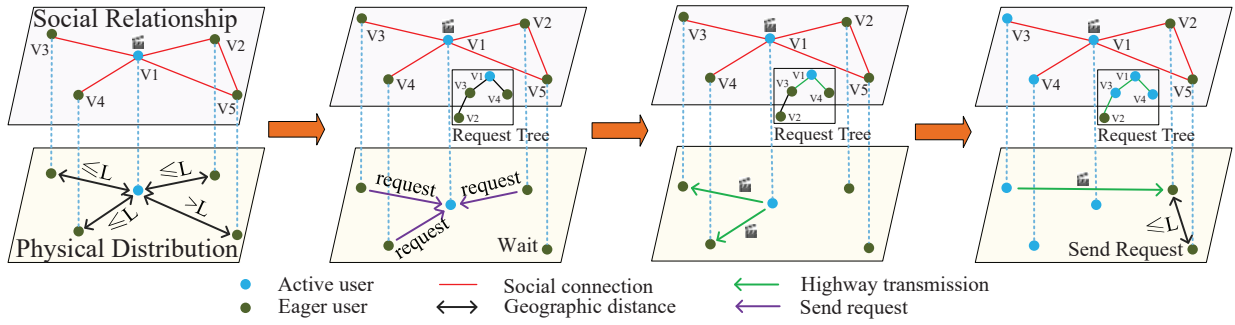 Social Relationship
V3
V2
V1
V4
V5
≤L
≤L
≤L
>L
Physical Distribution
V3
V2
V1
V4
V5
V1
V3
V4
V2
Request Tree
request
request
request
Wait
V3
V2
V1
V4
V5
V1
V3
V4
V2
Request Tree
V3
V2
V1
V4
V5
V1
V3
V4
V2
Request Tree
≤L
Send Request
Active user
Social connection
Highway transmission
Eager user
Geographic distance
Send request